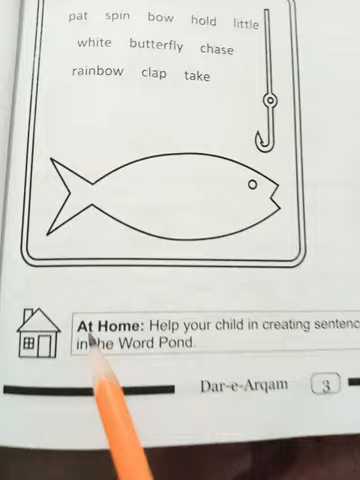 pat spin bow hold little
white butterfly chase
rainbow clap take
At Home: Help your child in creating sentenc
in the Word Pond.
Dar-e-Arqam 3